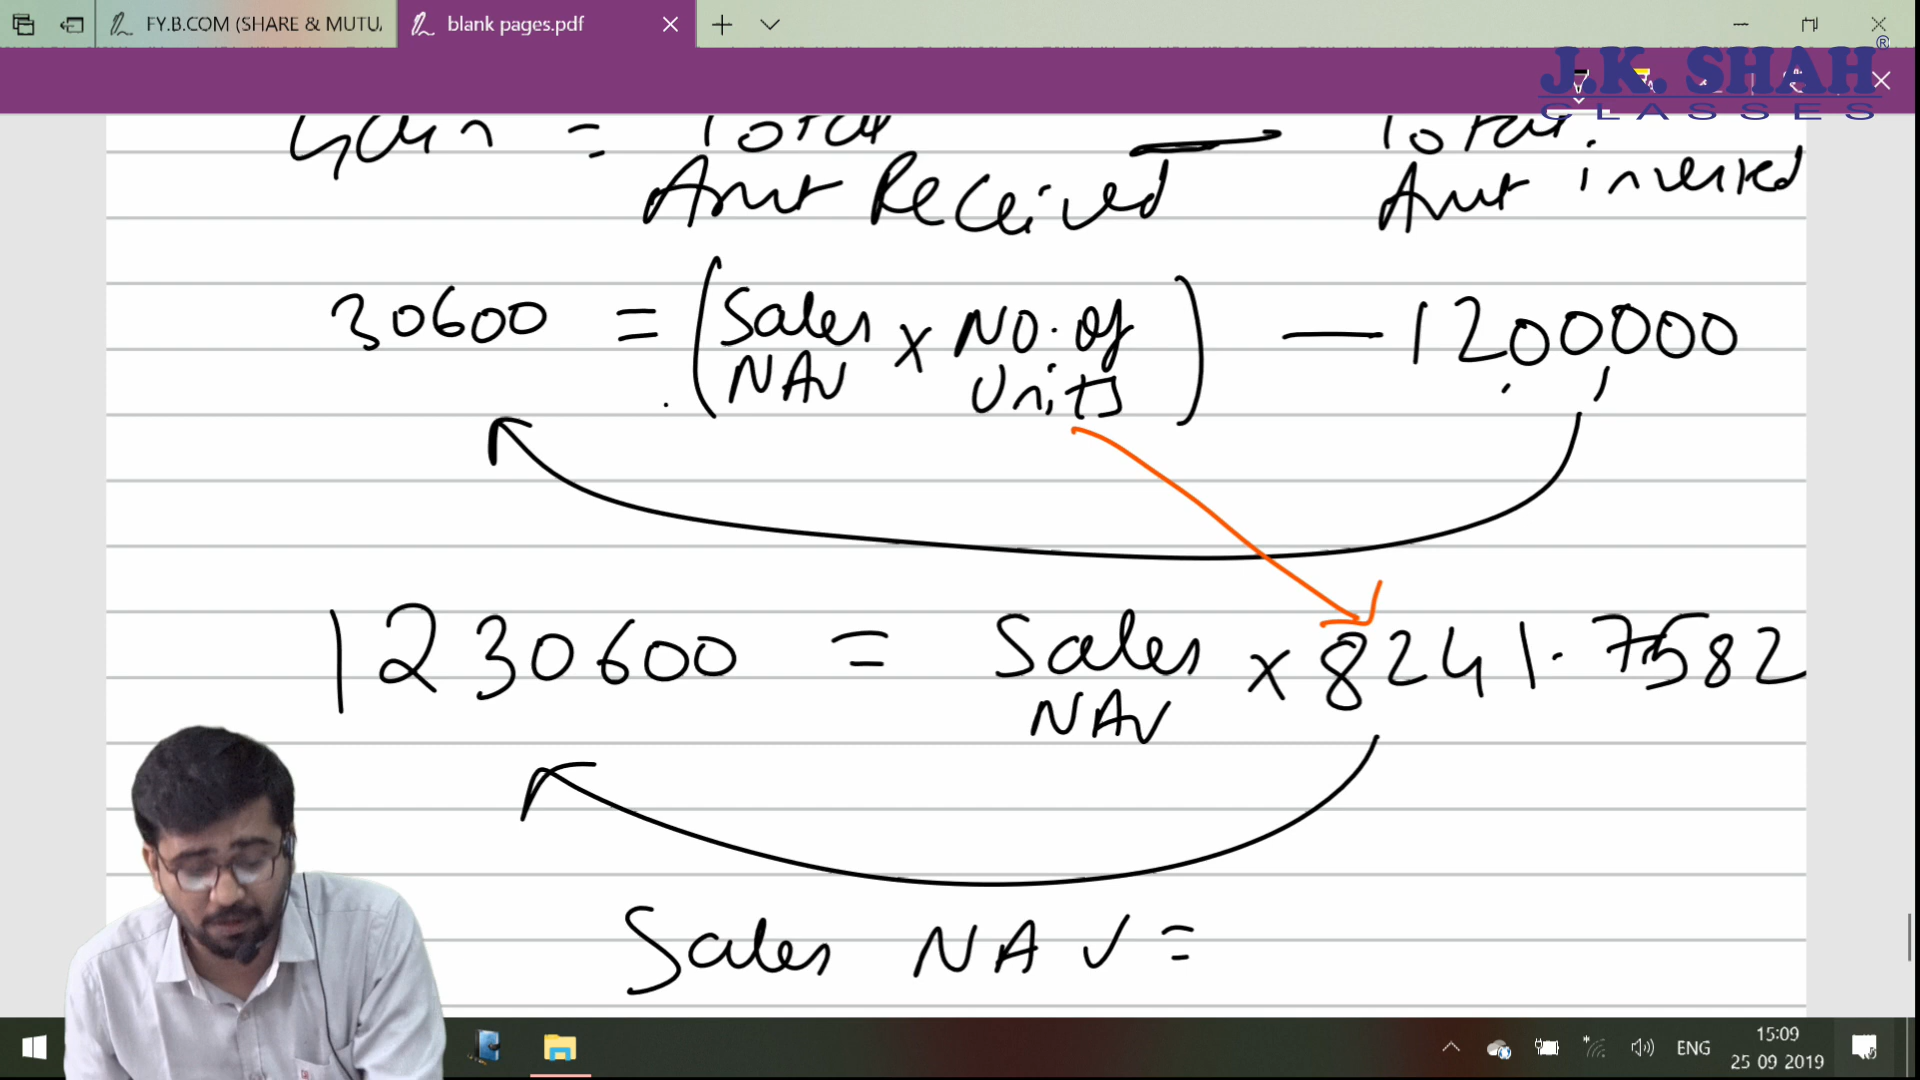 FY.B.COM (SHARE & MUTU
blank pages.pdf
J.K. SHAH®
CLASSES
Gain = Total — Total
Amt Received Amt invested
30600 = (Sales NAV × No. of Units) — 1200000
1230600 = Sales NAV × 8241.7582
Sales NAV =
ENG
15:09
25 09 2019